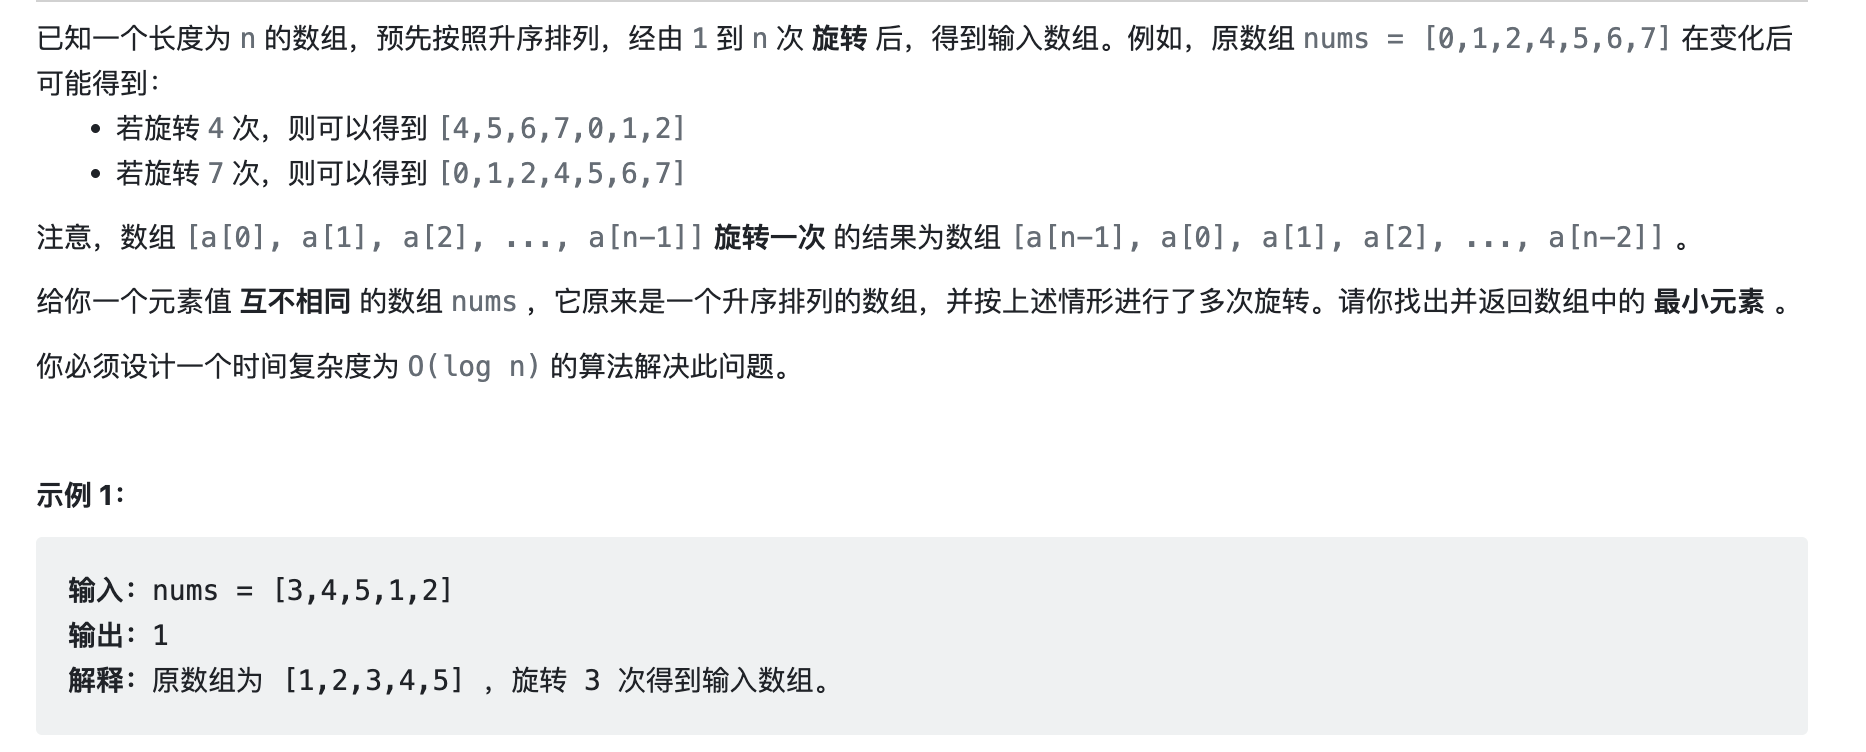 已知一个长度为 n 的数组，预先按照升序排列，经由 1 到 n 次 旋转 后，得到输入数组。例如，原数组 nums = [0,1,2,4,5,6,7] 在变化后
可能得到：
• 若旋转 4 次，则可以得到 [4,5,6,7,0,1,2]
• 若旋转 7 次，则可以得到 [0,1,2,4,5,6,7]
注意，数组 [a[0], a[1], a[2], ..., a[n-1]] 旋转一次 的结果为数组 [a[n-1], a[0], a[1], a[2], ..., a[n-2]] 。
给你一个元素值 互不相同 的数组 nums ，它原来是一个升序排列的数组，并按上述情形进行了多次旋转。请你找出并返回数组中的 最小元素 。
你必须设计一个时间复杂度为 O(log n) 的算法解决此问题。
示例 1：
输入：nums = [3,4,5,1,2]
输出：1
解释：原数组为 [1,2,3,4,5] ，旋转 3 次得到输入数组。